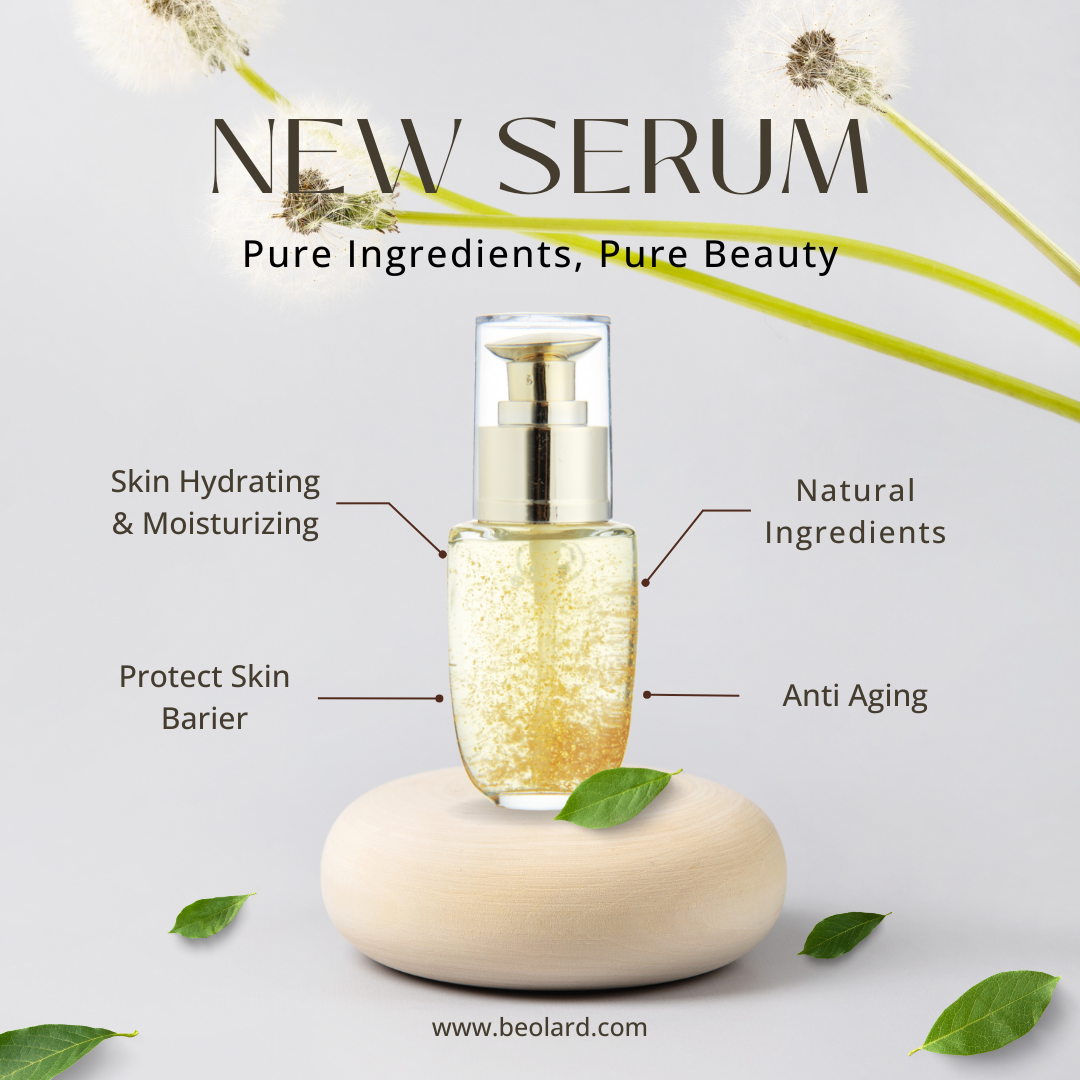 NEW SERUM
Pure Ingredients, Pure Beauty
Skin Hydrating
& Moisturizing
Natural
Ingredients
Protect Skin
Barier
Anti Aging
www.beolard.com